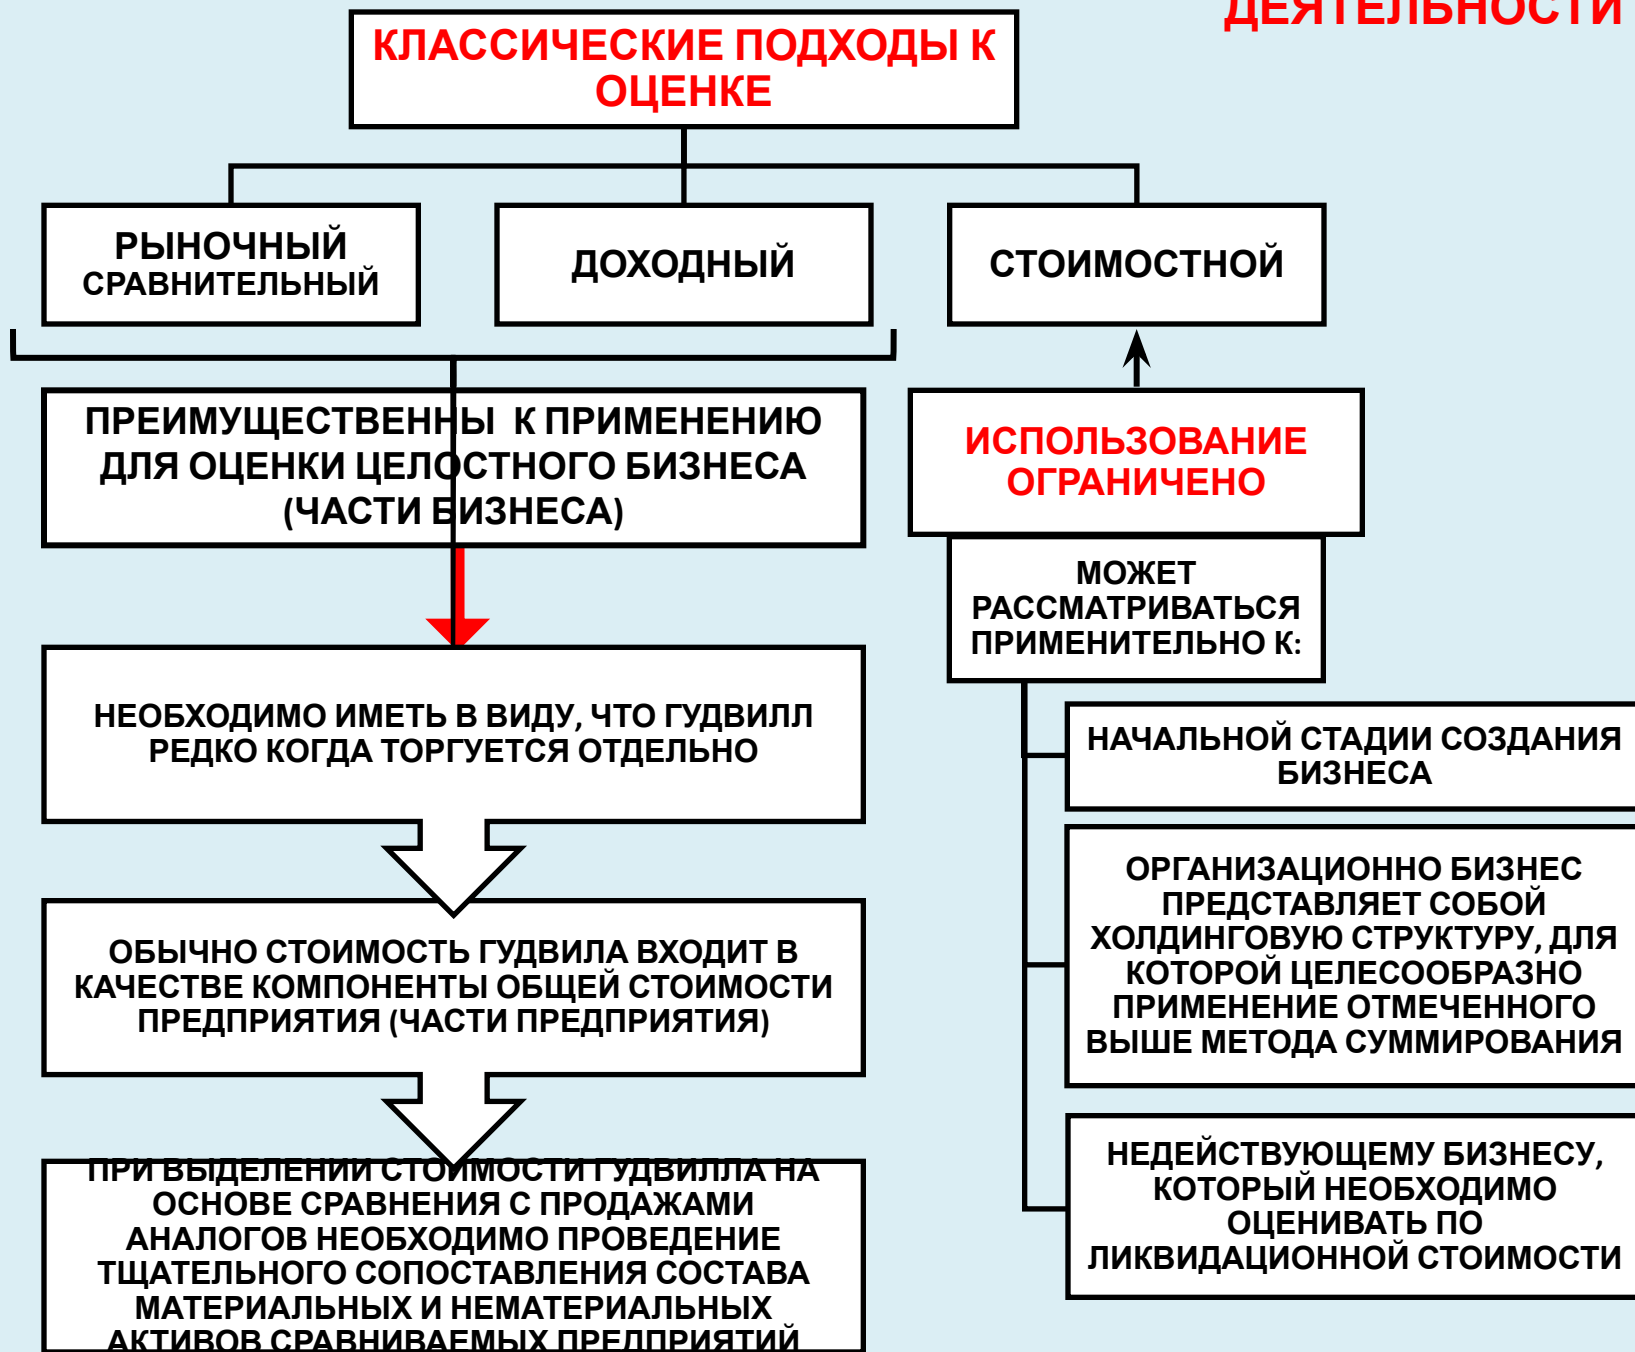 ДЕЯТЕЛЬНОСТИ
КЛАССИЧЕСКИЕ ПОДХОДЫ К
ОЦЕНКЕ
РЫНОЧНЫЙ
СРАВНИТЕЛЬНЫЙ
ДОХОДНЫЙ
СТОИМОСТНОЙ
ПРЕИМУЩЕСТВЕННЫ К ПРИМЕНЕНИЮ
ДЛЯ ОЦЕНКИ ЦЕЛОСТНОГО БИЗНЕСА
(ЧАСТИ БИЗНЕСА)
НЕОБХОДИМО ИМЕТЬ В ВИДУ, ЧТО ГУДВИЛЛ
РЕДКО КОГДА ТОРГУЕТСЯ ОТДЕЛЬНО
ОБЫЧНО СТОИМОСТЬ ГУДВИЛА ВХОДИТ В
КАЧЕСТВЕ КОМПОНЕНТЫ ОБЩЕЙ СТОИМОСТИ
ПРЕДПРИЯТИЯ (ЧАСТИ ПРЕДПРИЯТИЯ)
ПРИ ВЫДЕЛЕНИИ СТОИМОСТИ ГУДВИЛЛА НА
ОСНОВЕ СРАВНЕНИЯ С ПРОДАЖАМИ
АНАЛОГОВ НЕОБХОДИМО ПРОВЕДЕНИЕ
ТЩАТЕЛЬНОГО СОПОСТАВЛЕНИЯ СОСТАВА
МАТЕРИАЛЬНЫХ И НЕМАТЕРИАЛЬНЫХ
АКТИВОВ СРАВНИВАЕМЫХ ПРЕДПРИЯТИЙ
ИСПОЛЬЗОВАНИЕ
ОГРАНИЧЕНО
МОЖЕТ
РАССМАТРИВАТЬСЯ
ПРИМЕНИТЕЛЬНО К:
НАЧАЛЬНОЙ СТАДИИ СОЗДАНИЯ
БИЗНЕСА
ОРГАНИЗАЦИОННО БИЗНЕС
ПРЕДСТАВЛЯЕТ СОБОЙ
ХОЛДИНГОВУЮ СТРУКТУРУ, ДЛЯ
КОТОРОЙ ЦЕЛЕСООБРАЗНО
ПРИМЕНЕНИЕ ОТМЕЧЕННОГО
ВЫШЕ МЕТОДА СУММИРОВАНИЯ
НЕДЕЙСТВУЮЩЕМУ БИЗНЕСУ,
КОТОРЫЙ НЕОБХОДИМО
ОЦЕНИВАТЬ ПО
ЛИКВИДАЦИОННОЙ СТОИМОСТИ